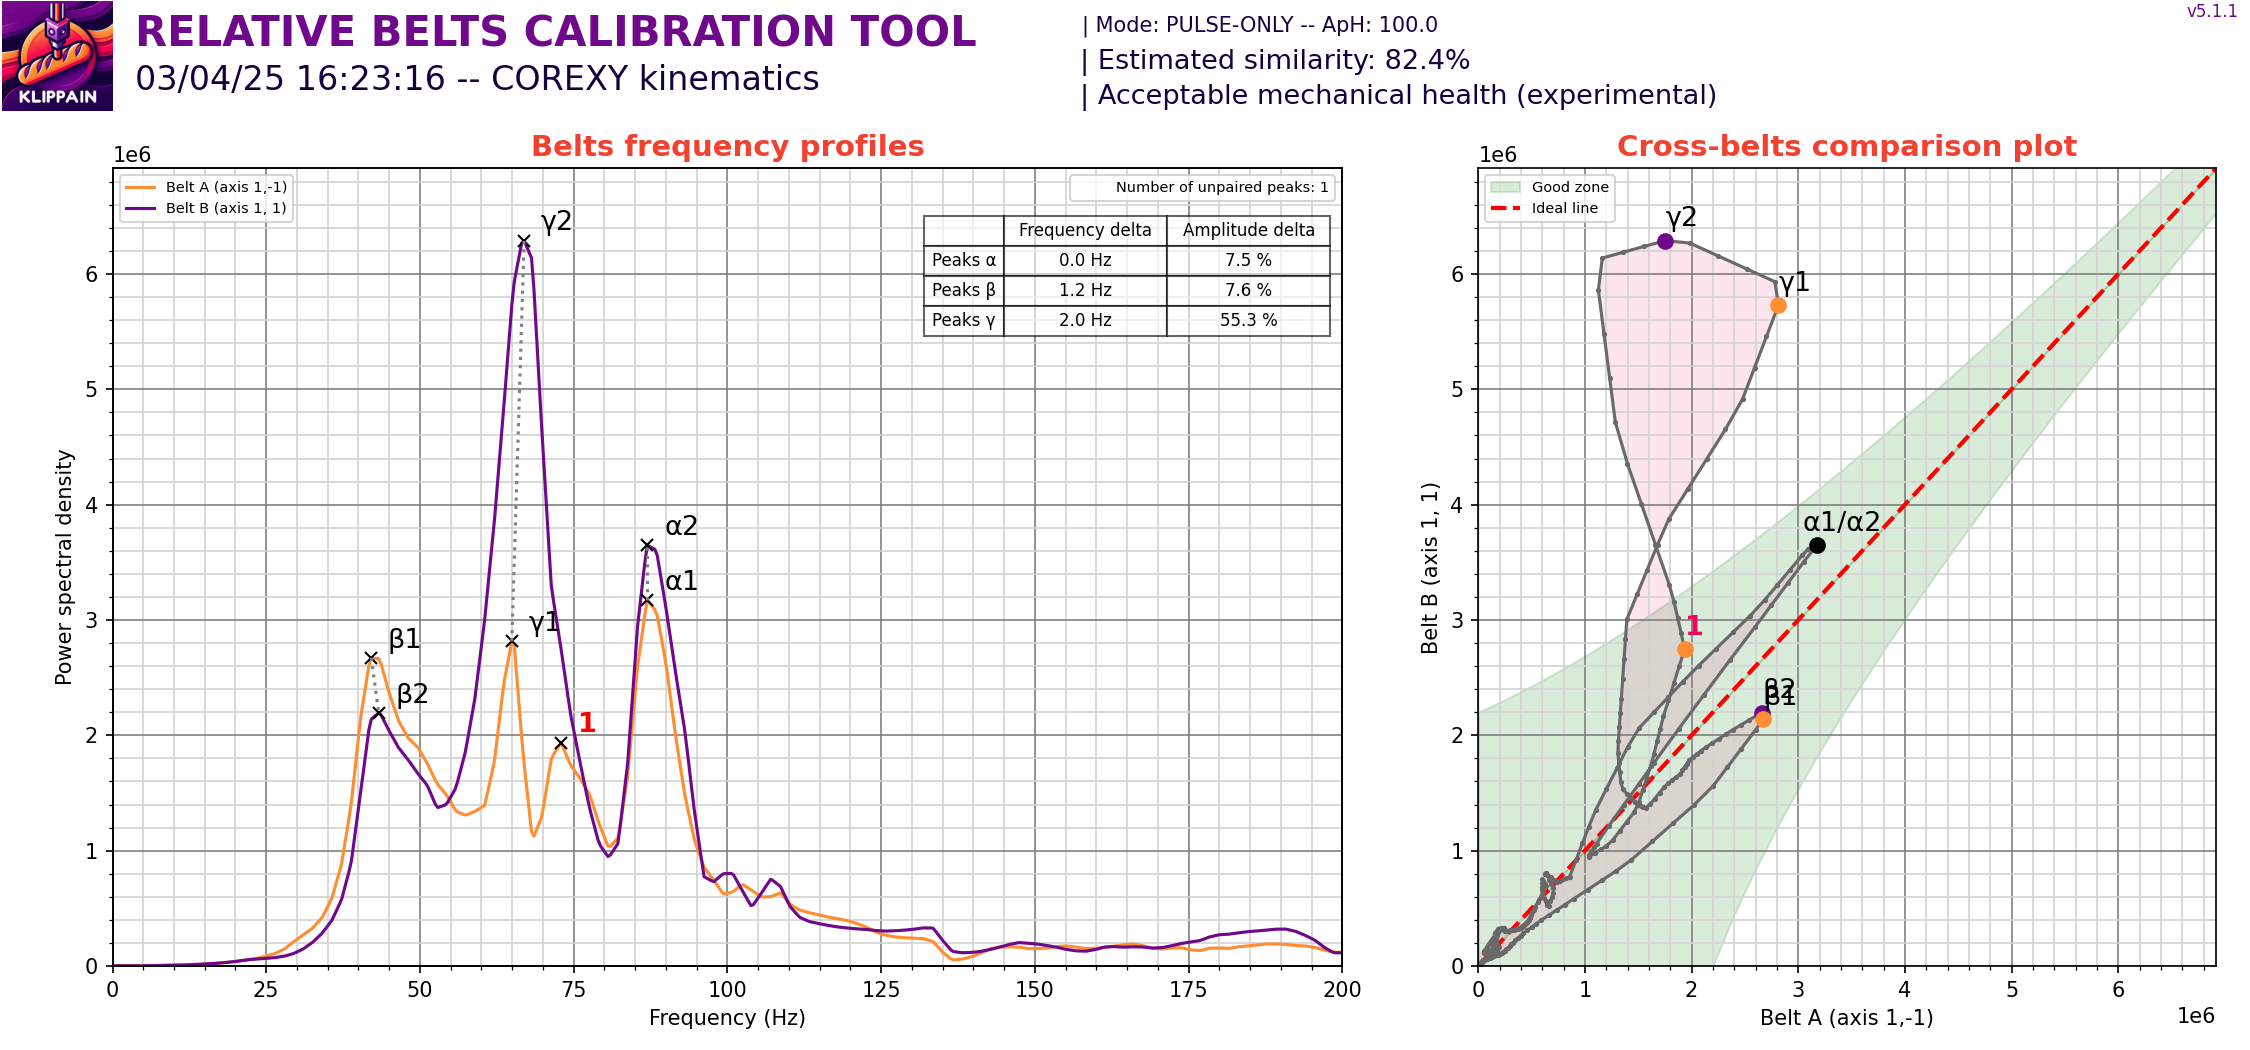 KLIPPAIN
RELATIVE BELTS CALIBRATION TOOL
03/04/25 16:23:16 -- COREXY kinematics
| Mode: PULSE-ONLY -- ApH: 100.0
| Estimated similarity: 82.4%
| Acceptable mechanical health (experimental)
v5.1.1
Belts frequency profiles
1e6
Belt A (axis 1,-1)
Belt B (axis 1, 1)
Number of unpaired peaks: 1
Frequency delta Amplitude delta
Peaks α 0.0 Hz 7.5 %
Peaks β 1.2 Hz 7.6 %
Peaks γ 2.0 Hz 55.3 %
γ2
γ1
α2
α1
β1
β2
1
6
5
4
3
2
1
0
Power spectral density
0 25 50 75 100 125 150 175 200
Frequency (Hz)
Cross-belts comparison plot
1e6
Good zone
Ideal line
γ2
γ1
α1/α2
1
β2
β1
6
5
4
3
2
1
0
Belt B (axis 1, 1)
0 1 2 3 4 5 6
Belt A (axis 1,-1)
1e6